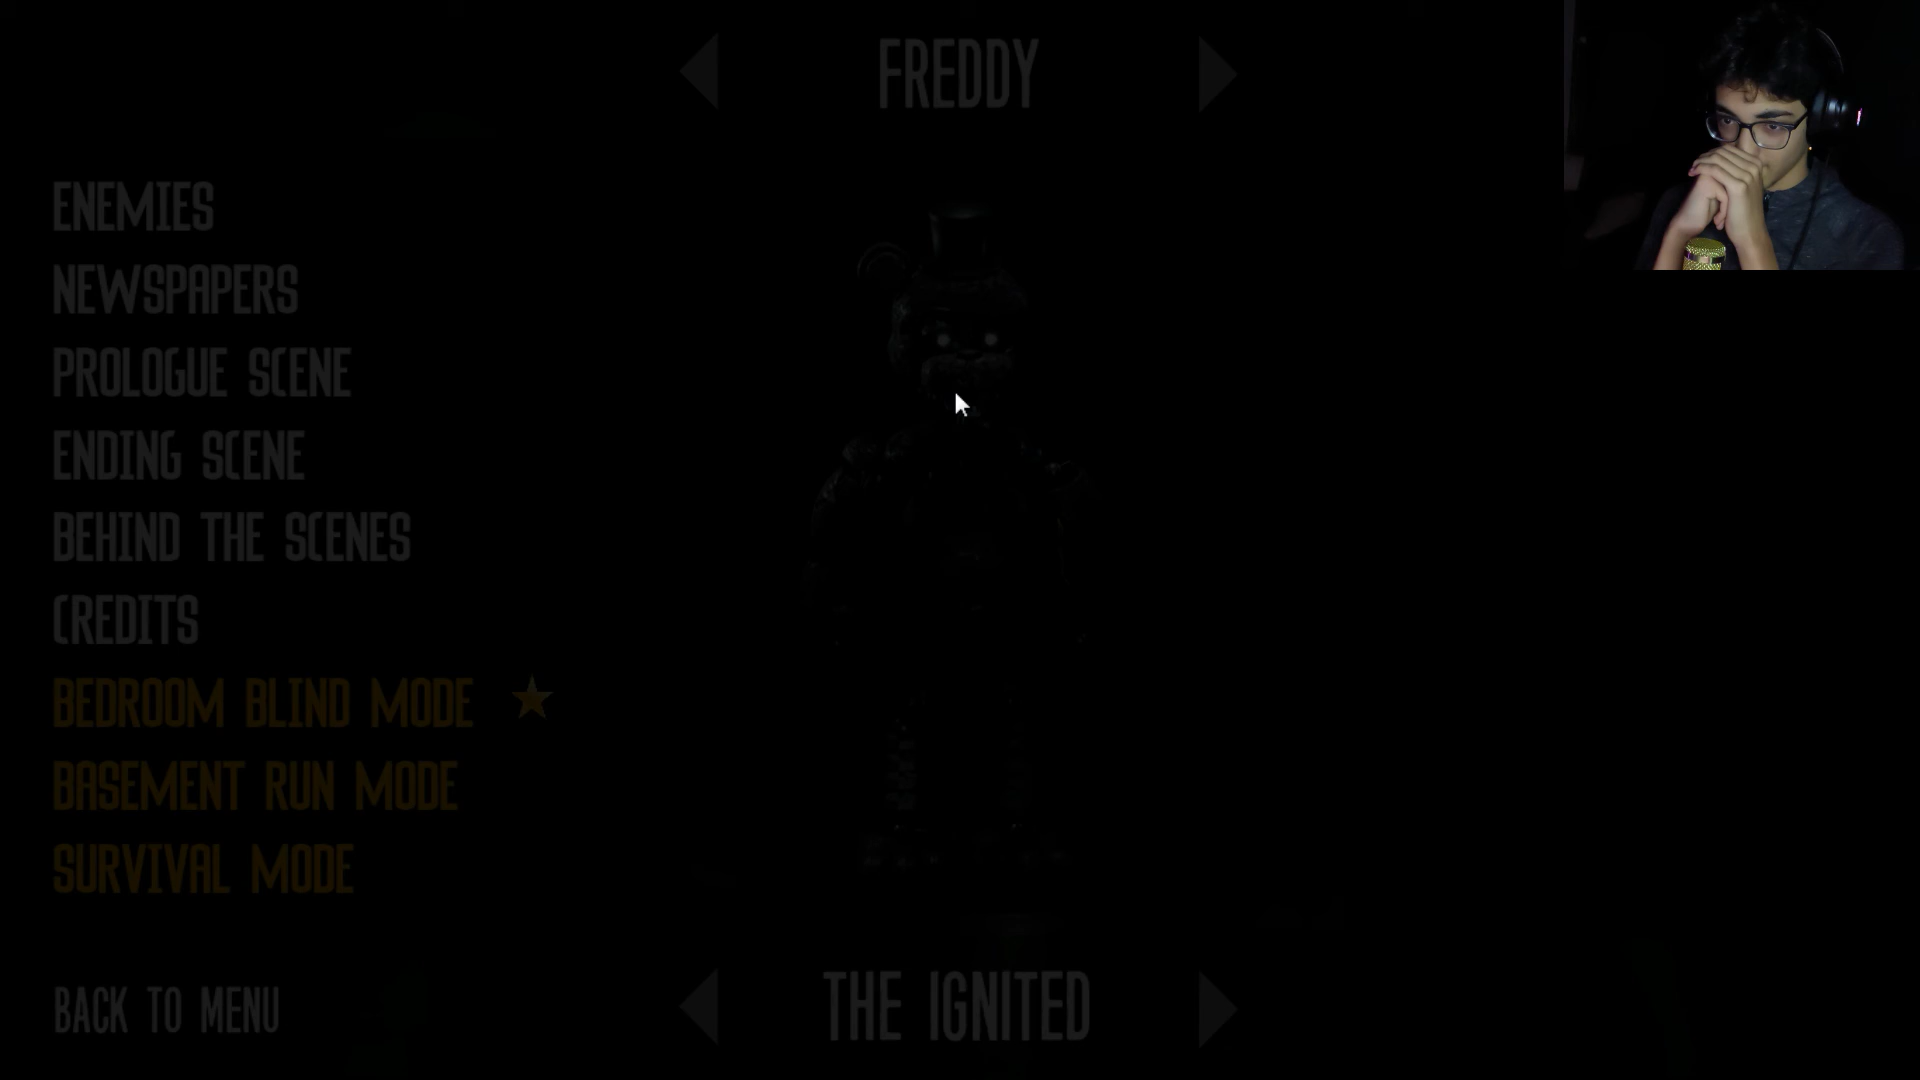 FREDDY
ENEMIES
NEWSPAPERS
PROLOGUE SCENE
ENDING SCENE
BEHIND THE SCENES
CREDITS
BEDROOM BLIND MODE
BASEMENT RUN MODE
SURVIVAL MODE
BACK TO MENU
THE IGNITED